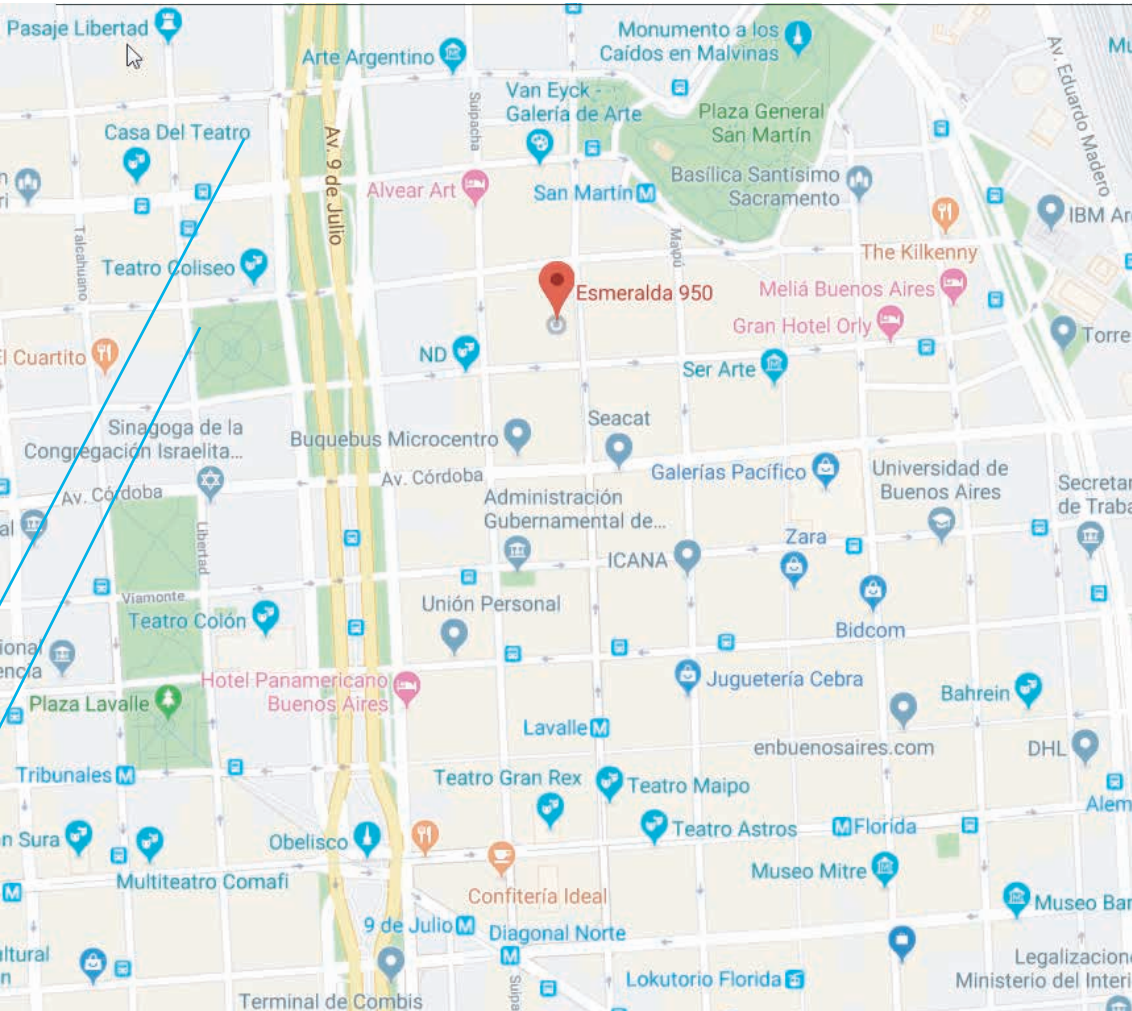 Pasaje Libertad
Arte Argentino
Monumento a los
Caídos en Malvinas
Av. Eduardo Madero
Suipacha
Van Eyck -
Galería de Arte
Plaza General
San Martín
Casa Del Teatro
Av. 9 de Julio
Alvear Art
San Martín M
Basílica Santísimo
Sacramento
IBM
Talcahuano
Maipú
Teatro Coliseo
The Kilkenny
Esmeralda 950
Meliá Buenos Aires
Gran Hotel Orly
Torre
El Cuartito
ND
Ser Arte
Sinagoga de la
Congregación Israelita...
Buquebus Microcentro
Seacat
Av. Córdoba
Av. Córdoba
Galerías Pacífico
Universidad de
Buenos Aires
Administración
Gubernamental de...
de
Libertad
Zara
ICANA
Viamonte
Teatro Colón
Unión Personal
Bidcom
Hotel Panamericano
Buenos Aires
Juguetería Cebra
Plaza Lavalle
Bahrein
Lavalle M
enbuenosaires.com
DHL
Tribunales M
Teatro Gran Rex
Teatro Maipo
Alem
Sura
Obelisco
Teatro Astros
M Florida
Multiteatro Comafi
Museo Mitre
M
Confitería Ideal
Museo
9 de Julio M
Diagonal Norte
M
Lokutorio Florida
Ministerio del
Terminal de Combis